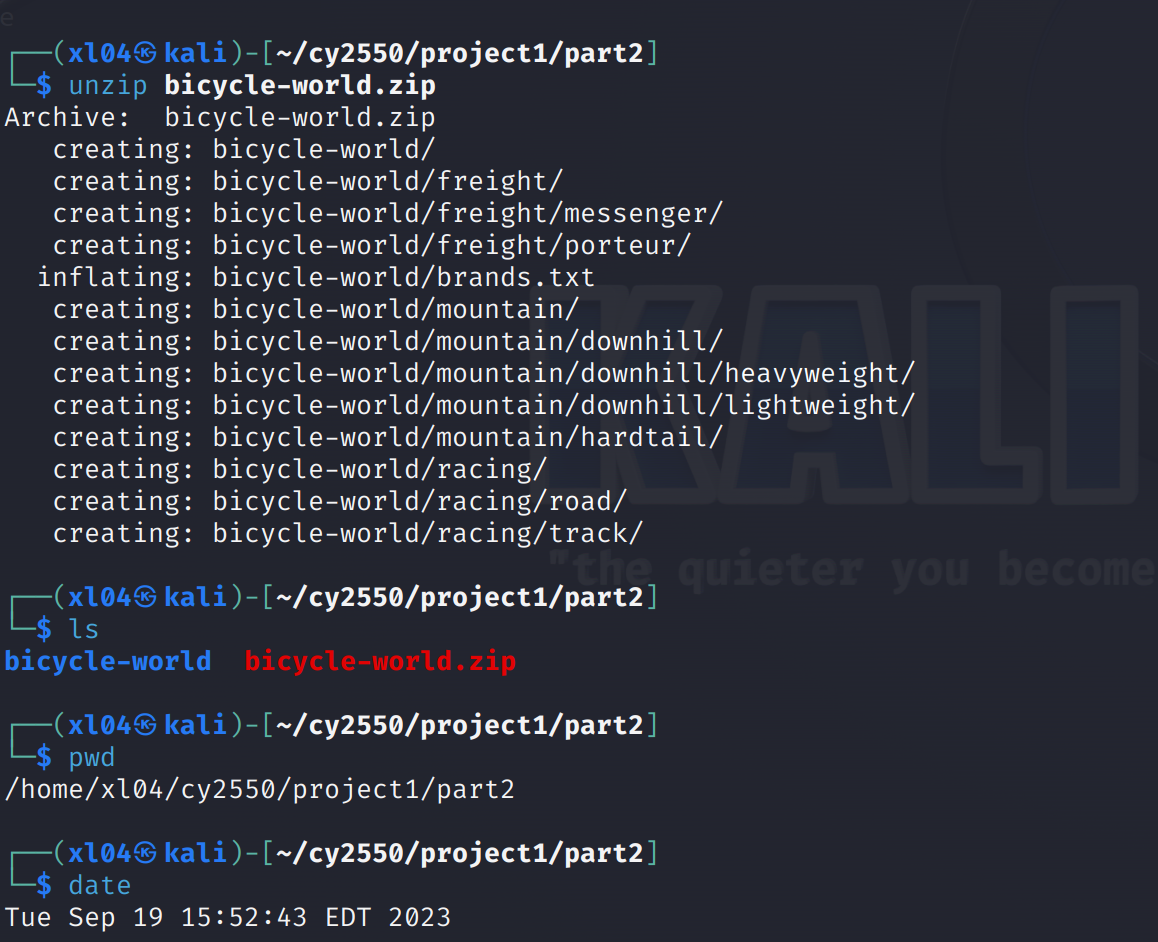 ┌──(xl04㉿kali)-[~/cy2550/project1/part2]
└─$ unzip bicycle-world.zip
Archive:  bicycle-world.zip
   creating: bicycle-world/
   creating: bicycle-world/freight/
   creating: bicycle-world/freight/messenger/
   creating: bicycle-world/freight/porteur/
  inflating: bicycle-world/brands.txt
   creating: bicycle-world/mountain/
   creating: bicycle-world/mountain/downhill/
   creating: bicycle-world/mountain/downhill/heavyweight/
   creating: bicycle-world/mountain/downhill/lightweight/
   creating: bicycle-world/mountain/hardtail/
   creating: bicycle-world/racing/
   creating: bicycle-world/racing/road/
   creating: bicycle-world/racing/track/
KALI
"the quieter you become
┌──(xl04㉿kali)-[~/cy2550/project1/part2]
└─$ ls
bicycle-world  bicycle-world.zip
┌──(xl04㉿kali)-[~/cy2550/project1/part2]
└─$ pwd
/home/xl04/cy2550/project1/part2
┌──(xl04㉿kali)-[~/cy2550/project1/part2]
└─$ date
Tue Sep 19 15:52:43 EDT 2023